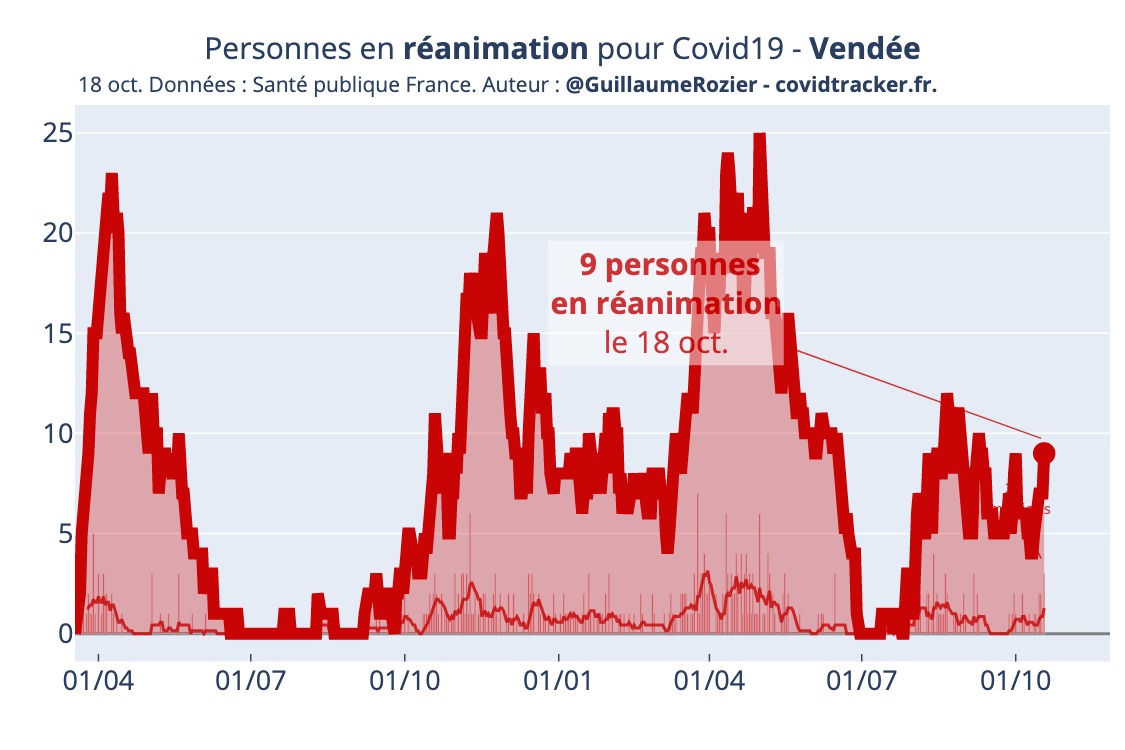 Personnes en réanimation pour Covid19 - Vendée
18 oct. Données : Santé publique France. Auteur : @GuillaumeRozier - covidtracker.fr.
25
20
15
10
5
0
9 personnes
en réanimation
le 18 oct.
01/04
01/07
01/10
01/01
01/04
01/07
01/10